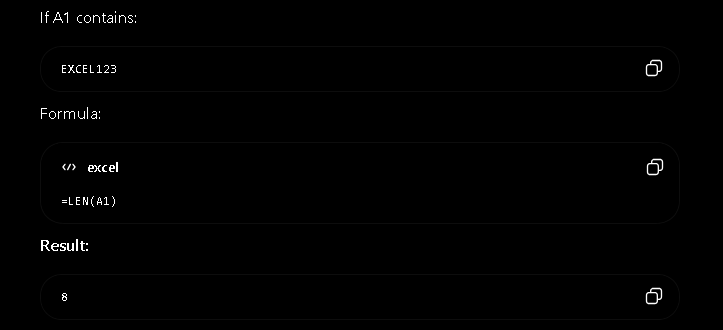 If A1 contains:
EXCEL123
Formula:
</> excel
=LEN(A1)
Result:
8